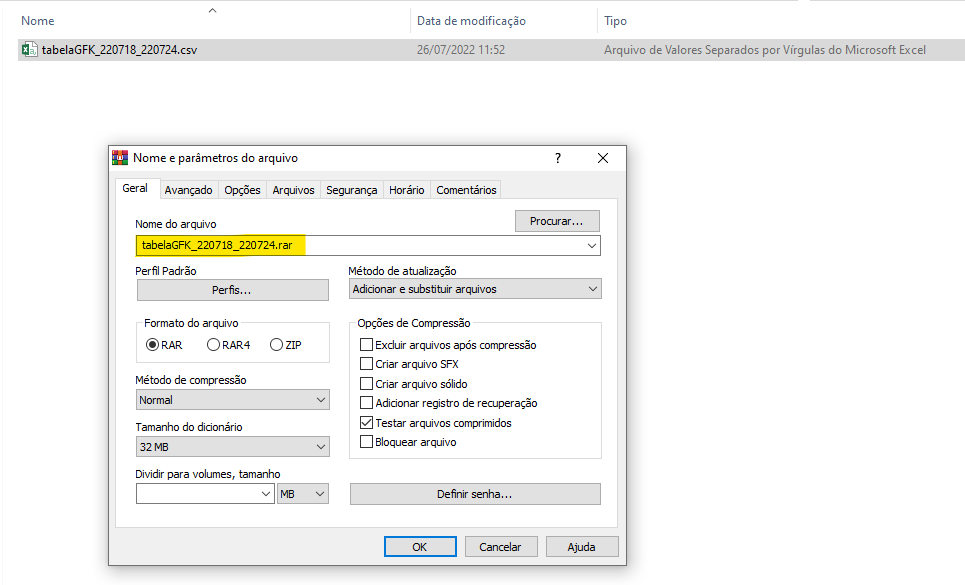 Nome Data de modificação Tipo
tabelaGFK_220718_220724.csv 26/07/2022 11:52 Arquivo de Valores Separados por Vírgulas do Microsoft Excel
Nome e parâmetros do arquivo ?
Geral Avançado Opções Arquivos Segurança Horário Comentários
Nome do arquivo Procurar...
tabelaGFK_220718_220724.rar
Perfil Padrão Método de atualização
Perfis... Adicionar e substituir arquivos
Formato do arquivo Opções de Compressão
RAR RAR4 ZIP Excluir arquivos após compressão
Criar arquivo SFX
Método de compressão Criar arquivo sólido
Normal Adicionar registro de recuperação
Tamanho do dicionário Testar arquivos comprimidos
32 MB Bloquear arquivo
Dividir para volumes, tamanho
MB Definir senha...
OK Cancelar Ajuda